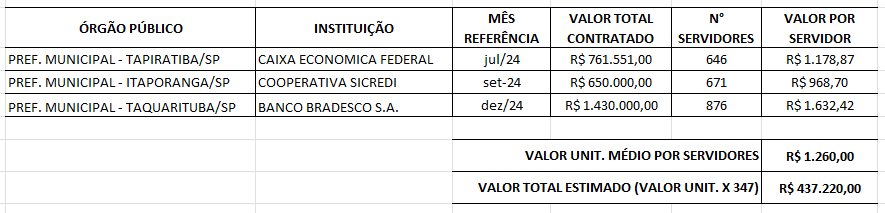 ÓRGÃO PÚBLICO INSTITUIÇÃO MÊS REFERÊNCIA VALOR TOTAL CONTRATADO N° SERVIDORES VALOR POR SERVIDOR
PREF. MUNICIPAL - TAPIRATIBA/SP CAIXA ECONOMICA FEDERAL jul/24 R$ 761.551,00 646 R$ 1.178,87
PREF. MUNICIPAL - ITAPORANGA/SP COOPERATIVA SICREDI set-24 R$ 650.000,00 671 R$ 968,70
PREF. MUNICIPAL - TAQUARITUBA/SP BANCO BRADESCO S.A. dez/24 R$ 1.430.000,00 876 R$ 1.632,42
VALOR UNIT. MÉDIO POR SERVIDORES R$ 1.260,00
VALOR TOTAL ESTIMADO (VALOR UNIT. X 347) R$ 437.220,00